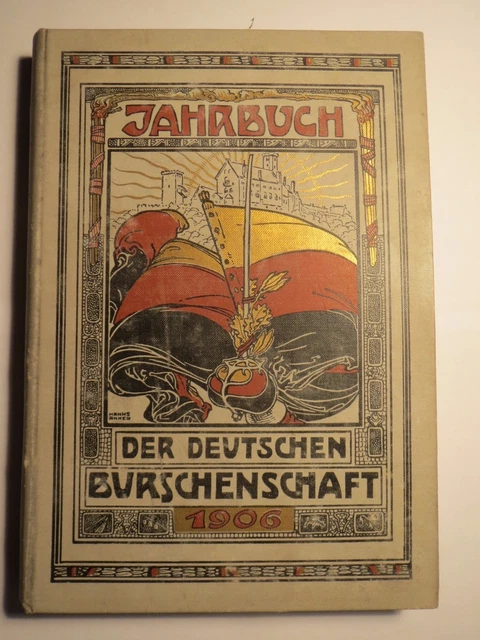 JAHRBUCH
DER DEUTSCHEN
BURSCHENSCHAFT
1906